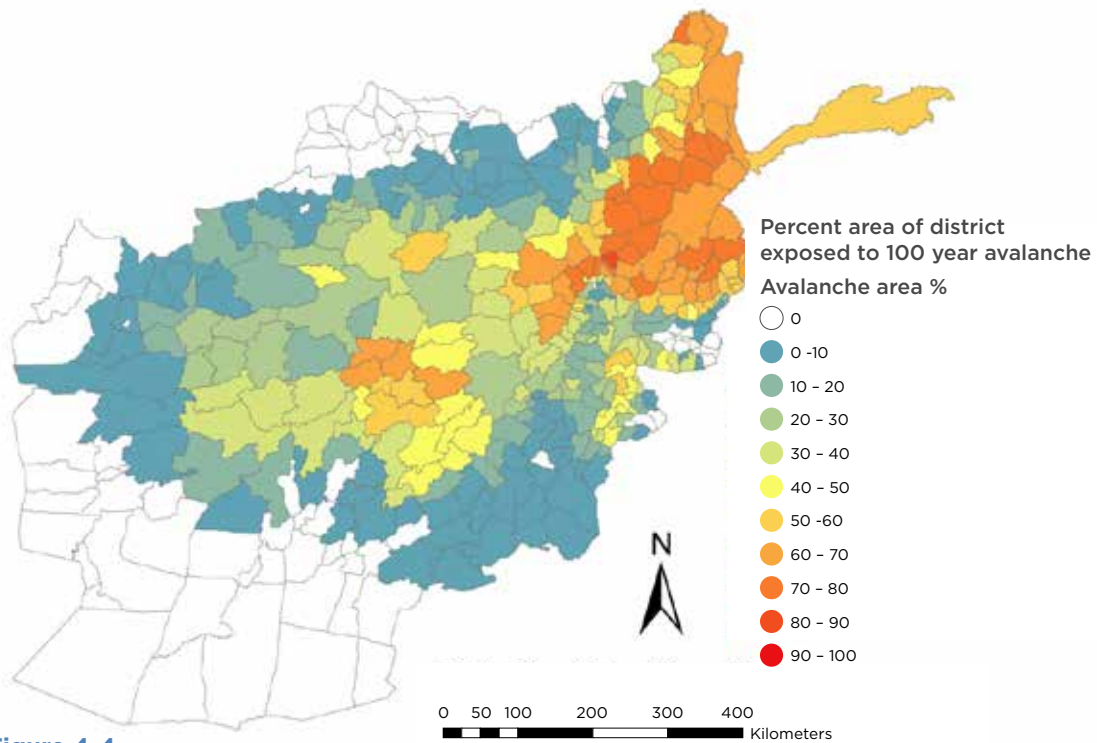 Percent area of district
exposed to 100 year avalanche
Avalanche area %
0
0 -10
10 – 20
20 – 30
30 – 40
40 – 50
50 -60
60 – 70
70 – 80
80 – 90
90 – 100
N
0 50 100 200 300 400
Kilometers